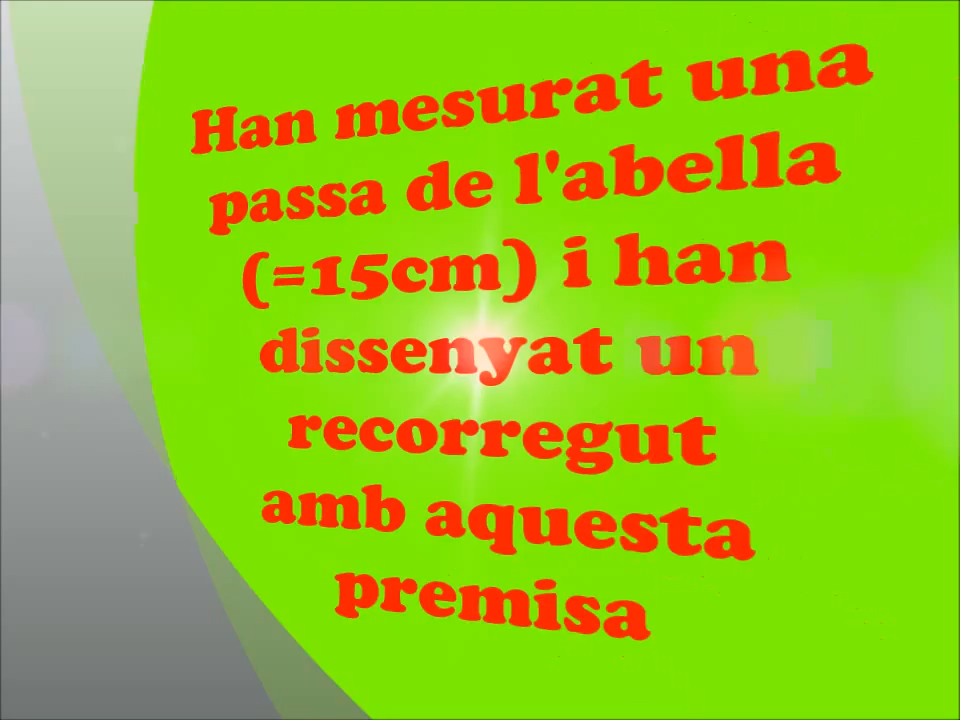 Han mesurat una
passa de l'abella
(=15cm) i han
dissenyat un
recorregut
amb aquesta
premisa